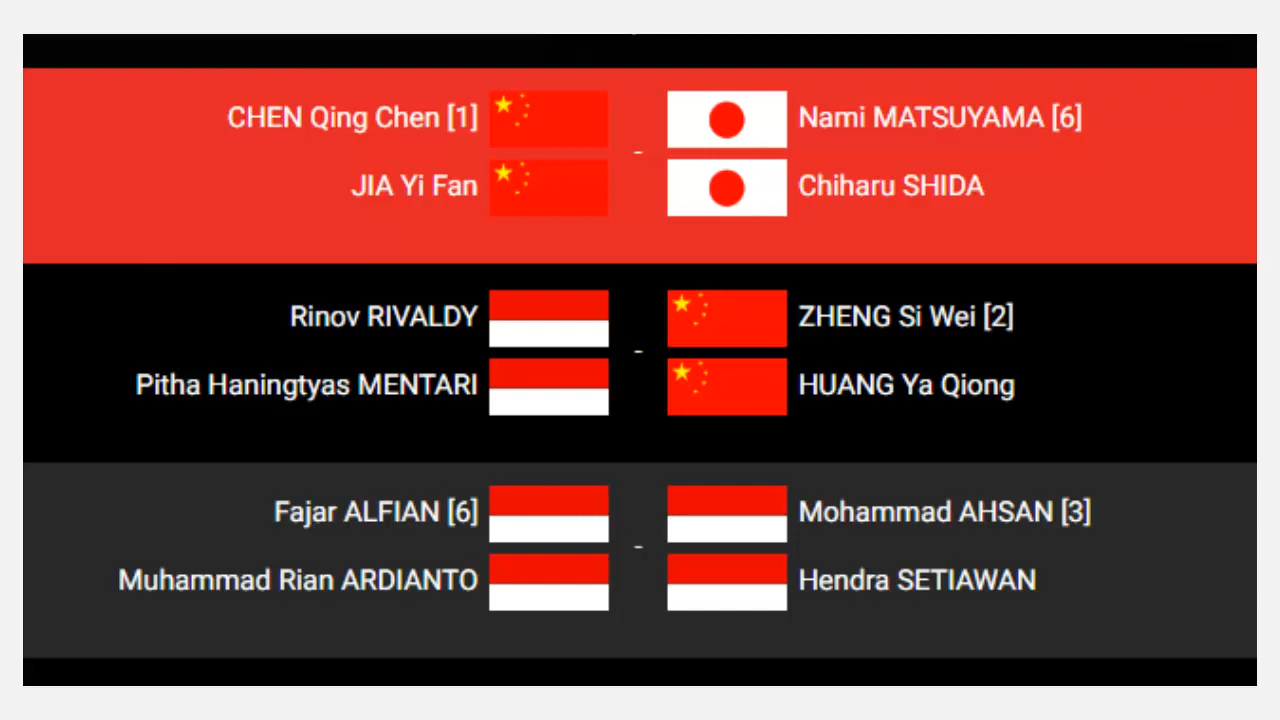 CHEN Qing Chen [1]
Nami MATSUYAMA [6]
-
JIA Yi Fan
Chiharu SHIDA
Rinov RIVALDY
ZHENG Si Wei [2]
-
Pitha Haningtyas MENTARI
HUANG Ya Qiong
Fajar ALFIAN [6]
Mohammad AHSAN [3]
-
Muhammad Rian ARDIANTO
Hendra SETIAWAN